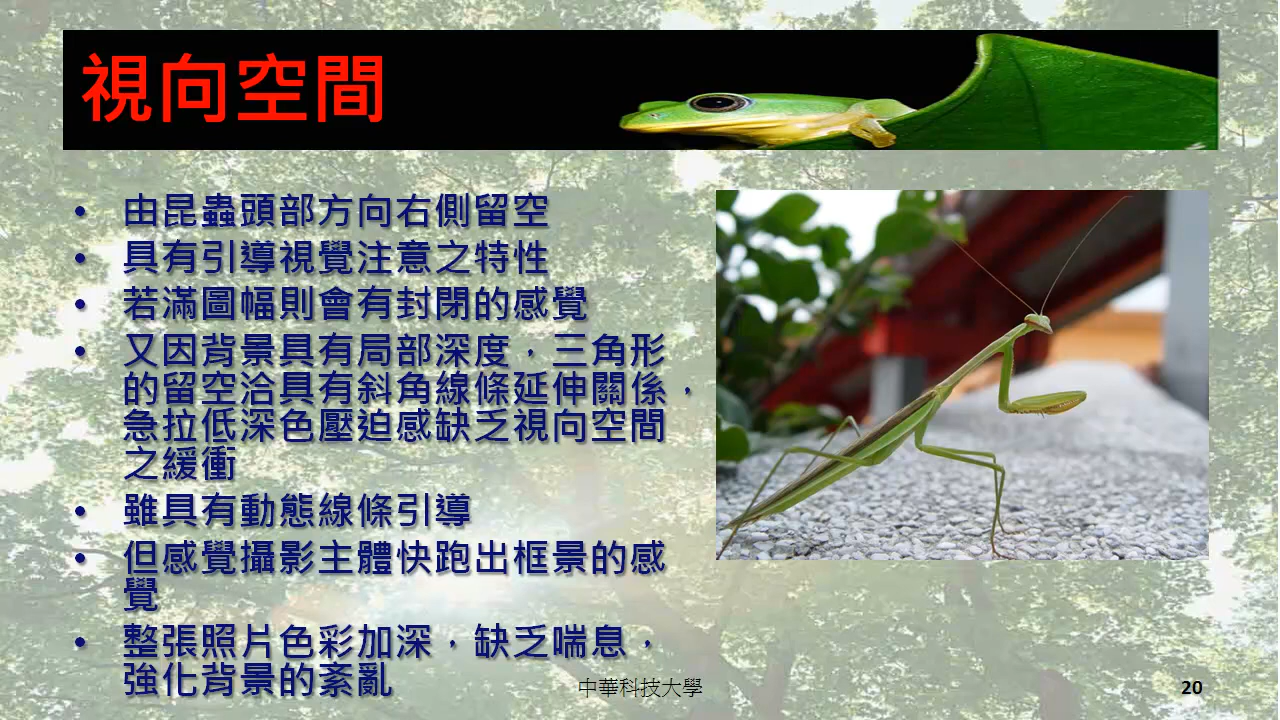 視向空間
• 由昆蟲頭部方向右側留空
• 具有引導視覺注意之特性
• 若滿圖幅則會有封閉的感覺
• 又因背景具有局部深度，三角形
的留空洽具有斜角線條延伸關係，
急拉低深色壓迫感缺乏視向空間
之緩衝
• 雖具有動態線條引導
• 但感覺攝影主體快跑出框景的感
覺
• 整張照片色彩加深，缺乏喘息，
強化背景的紊亂
中華科技大學
20